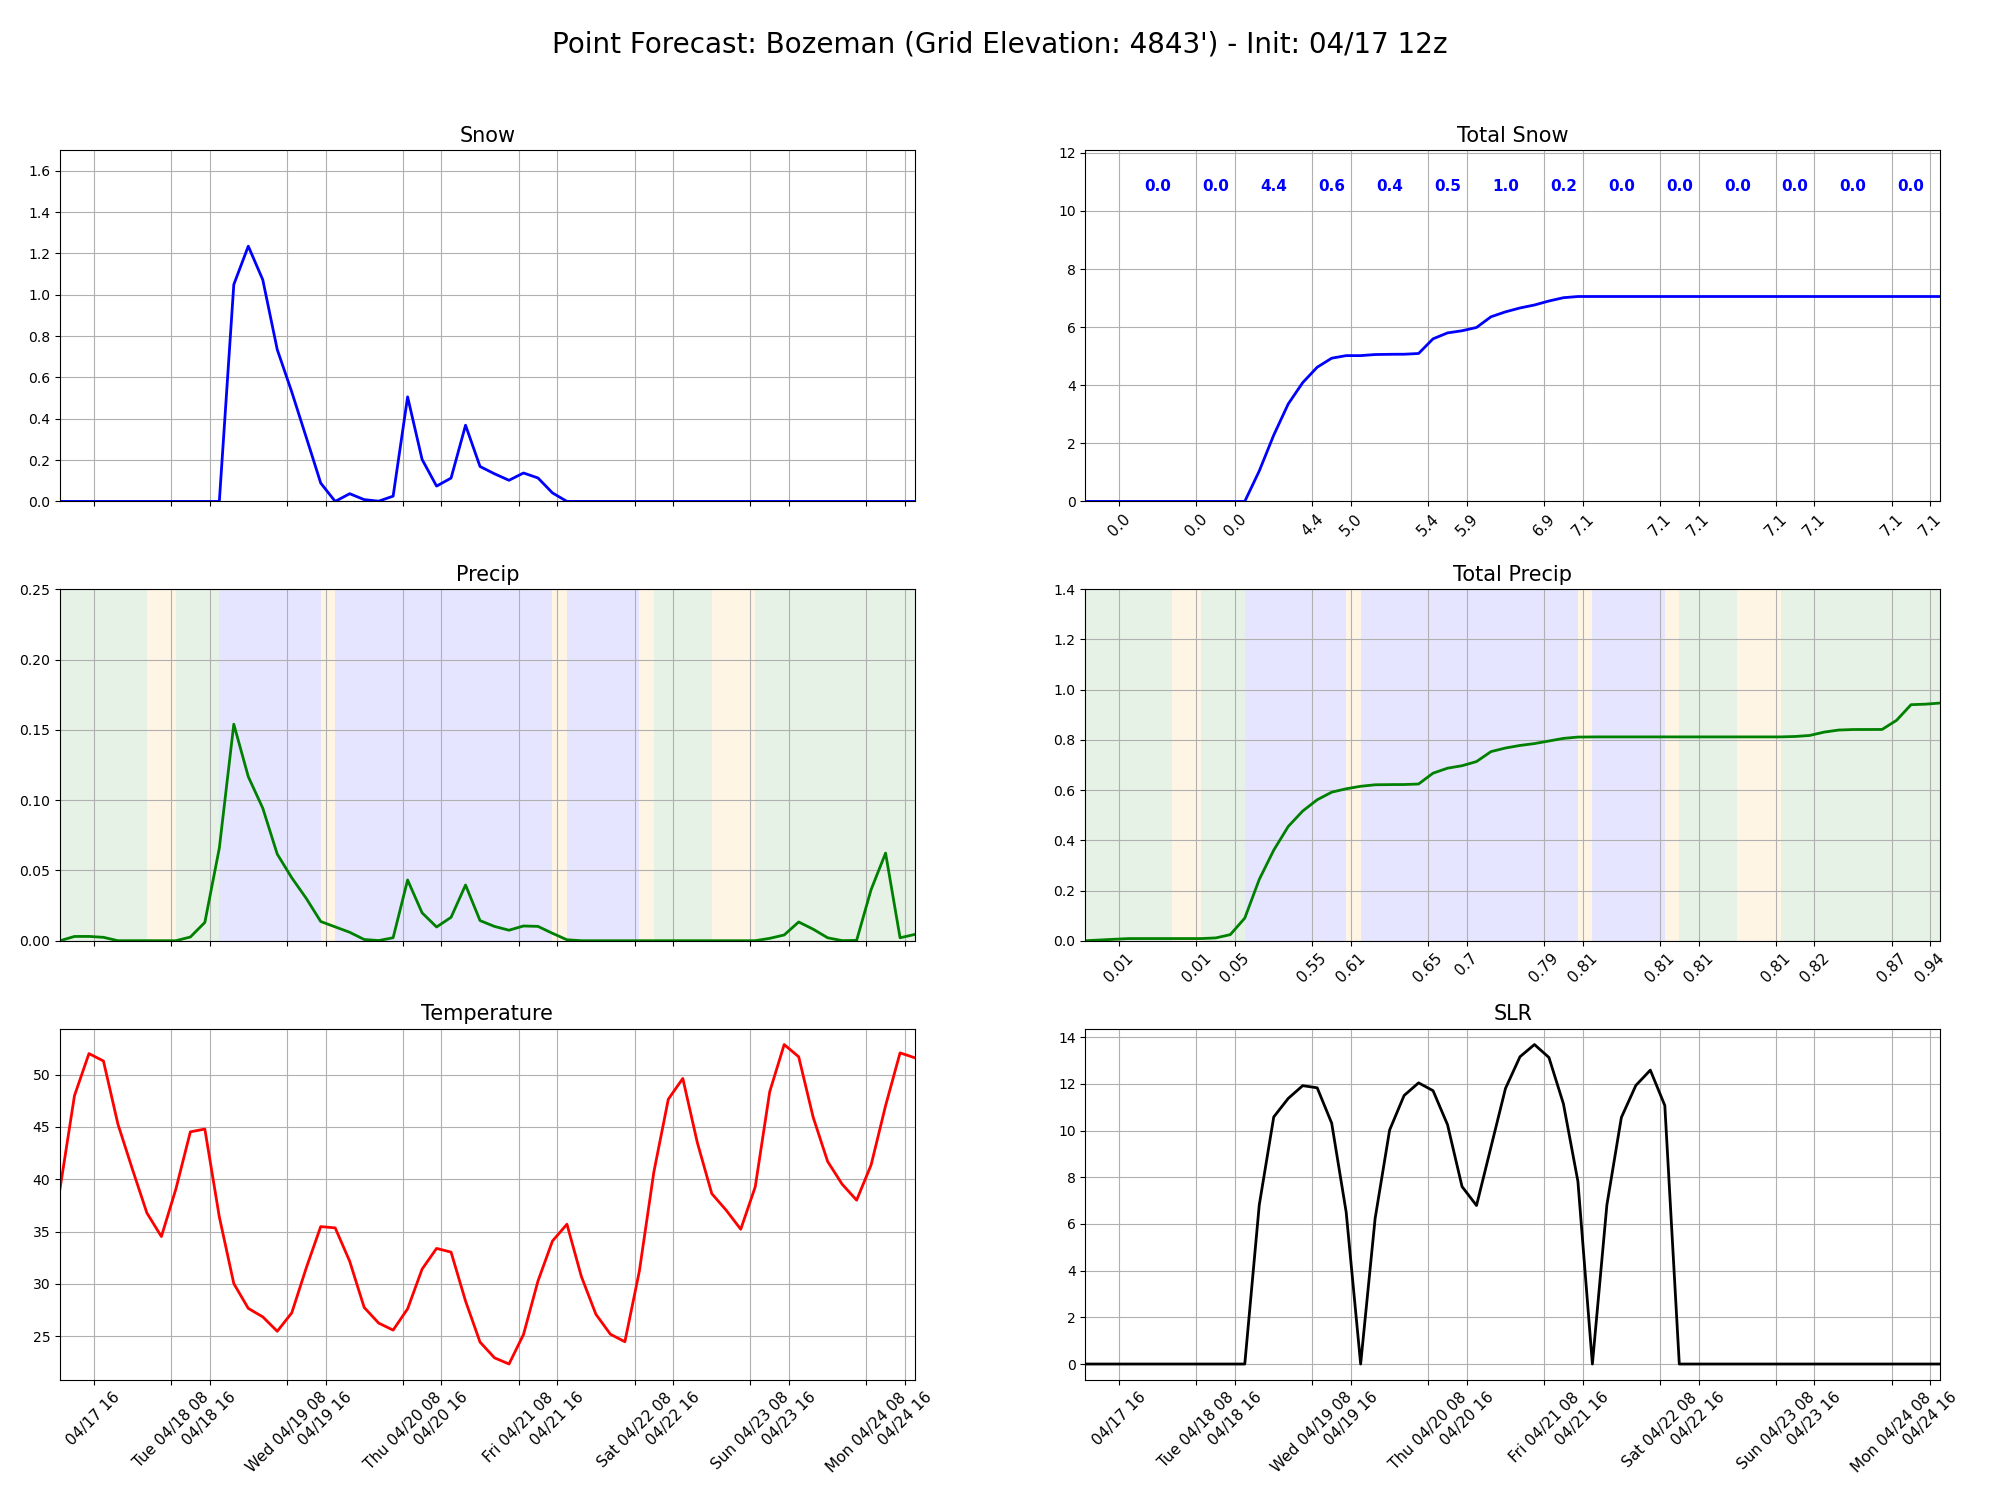 Point Forecast: Bozeman (Grid Elevation: 4843') - Init: 04/17 12z
Snow
1.6
1.4
1.2
1.0
0.8
0.6
0.4
0.2
0.0
Total Snow
12
10
8
6
4
2
0
0.0 0.0 4.4 0.6 0.4 0.5 1.0 0.2 0.0 0.0 0.0 0.0 0.0 0.0
0.0 0.0 0.0 4.4 5.0 5.4 5.9 6.9 7.1 7.1 7.1 7.1 7.1 7.1 7.1
Precip
0.25
0.20
0.15
0.10
0.05
0.00
Total Precip
1.4
1.2
1.0
0.8
0.6
0.4
0.2
0.0
0.01 0.01 0.05 0.55 0.61 0.65 0.7 0.79 0.81 0.81 0.81 0.81 0.82 0.87 0.94
Temperature
50
45
40
35
30
25
04/17 16
Tue 04/18 08
04/18 16
Wed 04/19 08
04/19 16
Thu 04/20 08
04/20 16
Fri 04/21 08
04/21 16
Sat 04/22 08
04/22 16
Sun 04/23 08
04/23 16
Mon 04/24 08
04/24 16
SLR
14
12
10
8
6
4
2
0
04/17 16
Tue 04/18 08
04/18 16
Wed 04/19 08
04/19 16
Thu 04/20 08
04/20 16
Fri 04/21 08
04/21 16
Sat 04/22 08
04/22 16
Sun 04/23 08
04/23 16
Mon 04/24 08
04/24 16